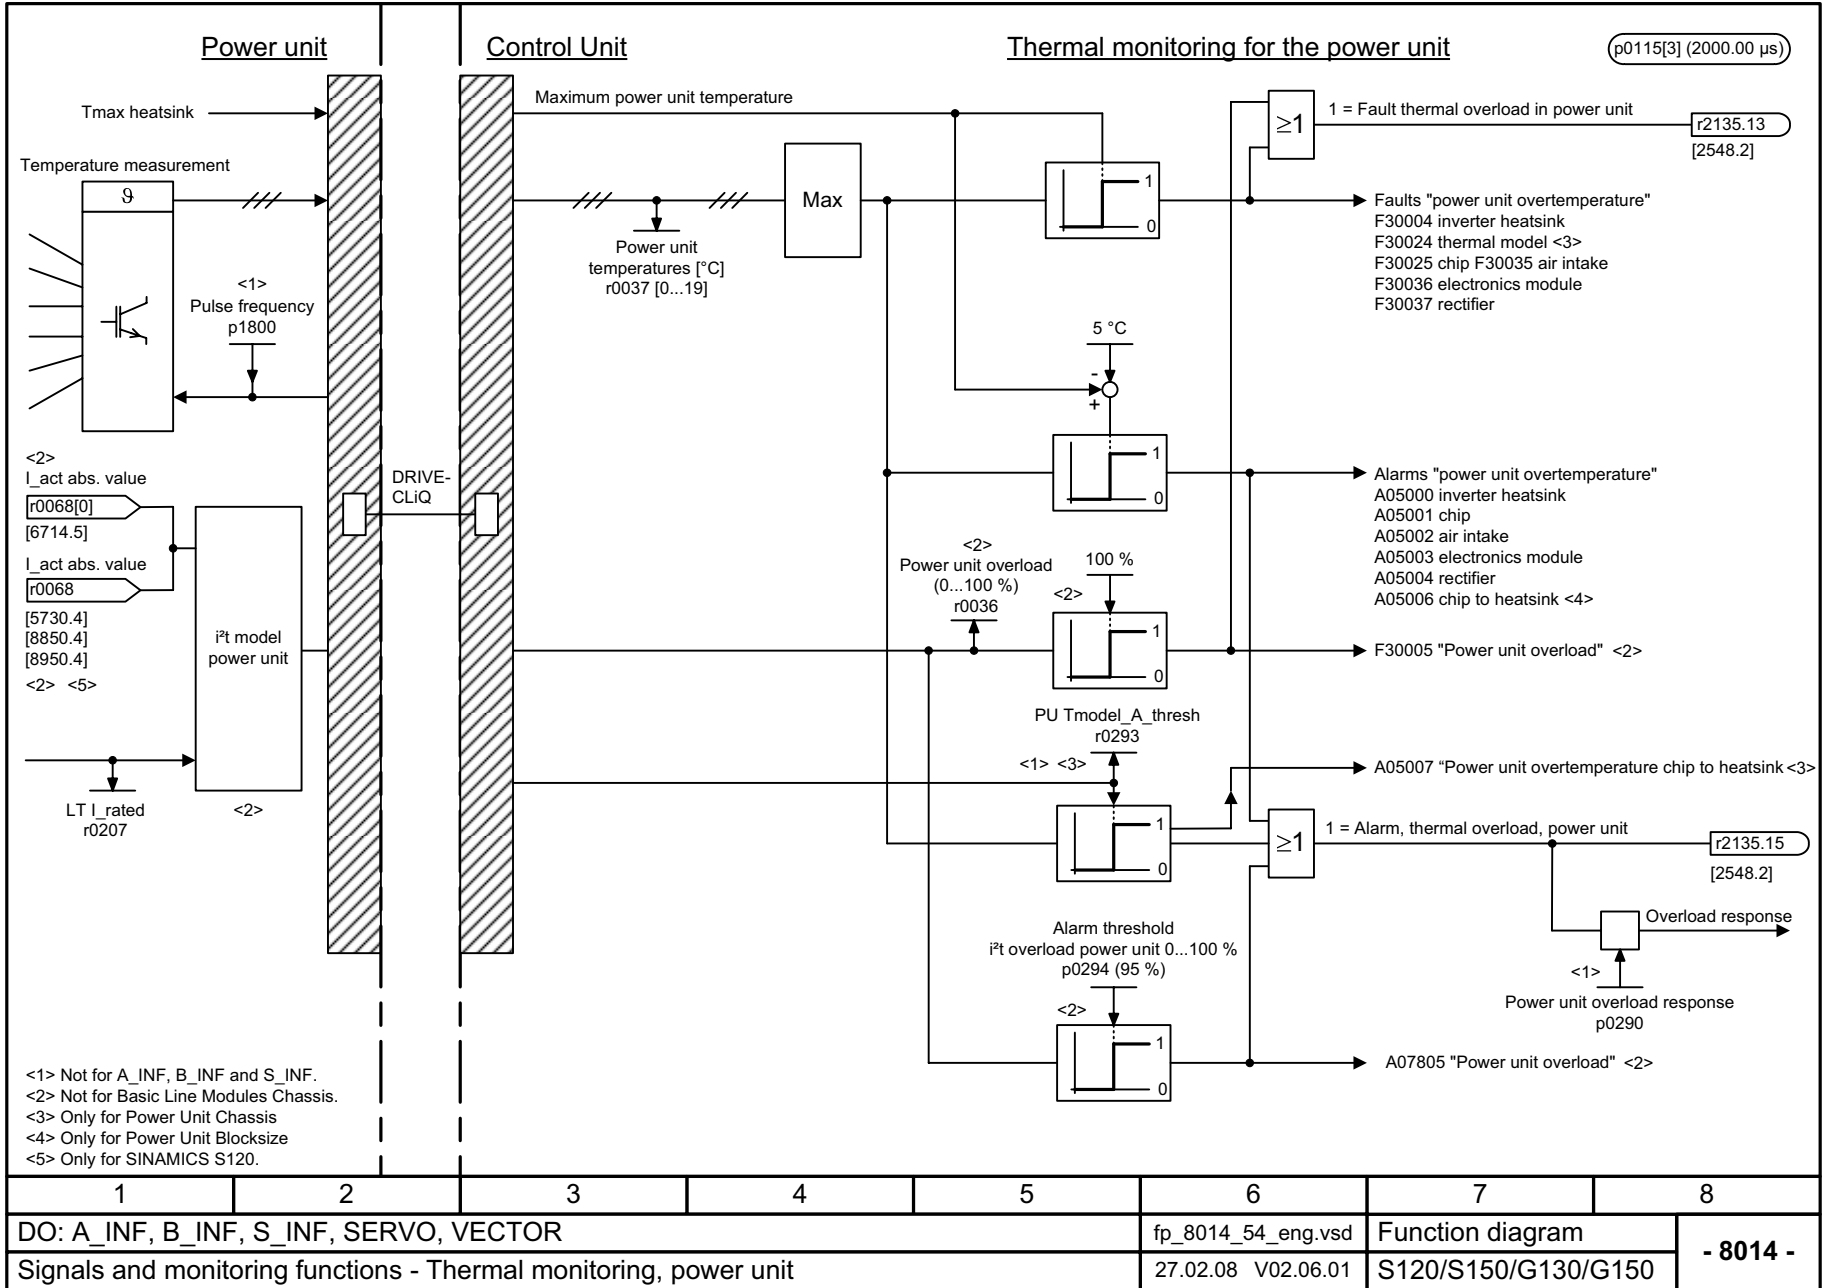 Power unit
Control Unit
Thermal monitoring for the power unit
p0115[3] (2000.00 µs)
Tmax heatsink
Maximum power unit temperature
≥1
1 = Fault thermal overload in power unit
r2135.13
[2548.2]
Temperature measurement
ϑ
Max
1
0
Faults "power unit overtemperature"
F30004 inverter heatsink
F30024 thermal model <3>
F30025 chip F30035 air intake
F30036 electronics module
F30037 rectifier
Power unit
temperatures [°C]
r0037 [0...19]
<1>
Pulse frequency
p1800
5 °C
-
+
<2>
I_act abs. value
r0068[0]
[6714.5]
I_act abs. value
r0068
[5730.4]
[8850.4]
[8950.4]
<2> <5>
i²t model
power unit
<2>
LT I_rated
r0207
DRIVE-
CLiQ
1
0
Alarms "power unit overtemperature"
A05000 inverter heatsink
A05001 chip
A05002 air intake
A05003 electronics module
A05004 rectifier
A05006 chip to heatsink <4>
<2>
Power unit overload
(0...100 %)
r0036
100 %
<2>
1
0
F30005 "Power unit overload" <2>
PU Tmodel_A_thresh
r0293
<1> <3>
1
0
A05007 “Power unit overtemperature chip to heatsink <3>
≥1
1 = Alarm, thermal overload, power unit
r2135.15
[2548.2]
Overload response
<1>
Power unit overload response
p0290
Alarm threshold
i²t overload power unit 0...100 %
p0294 (95 %)
<2>
1
0
A07805 "Power unit overload" <2>
<1> Not for A_INF, B_INF and S_INF.
<2> Not for Basic Line Modules Chassis.
<3> Only for Power Unit Chassis
<4> Only for Power Unit Blocksize
<5> Only for SINAMICS S120.
1 2 3 4 5 6 7 8
DO: A_INF, B_INF, S_INF, SERVO, VECTOR
fp_8014_54_eng.vsd
Function diagram
- 8014 -
Signals and monitoring functions - Thermal monitoring, power unit
27.02.08 V02.06.01
S120/S150/G130/G150